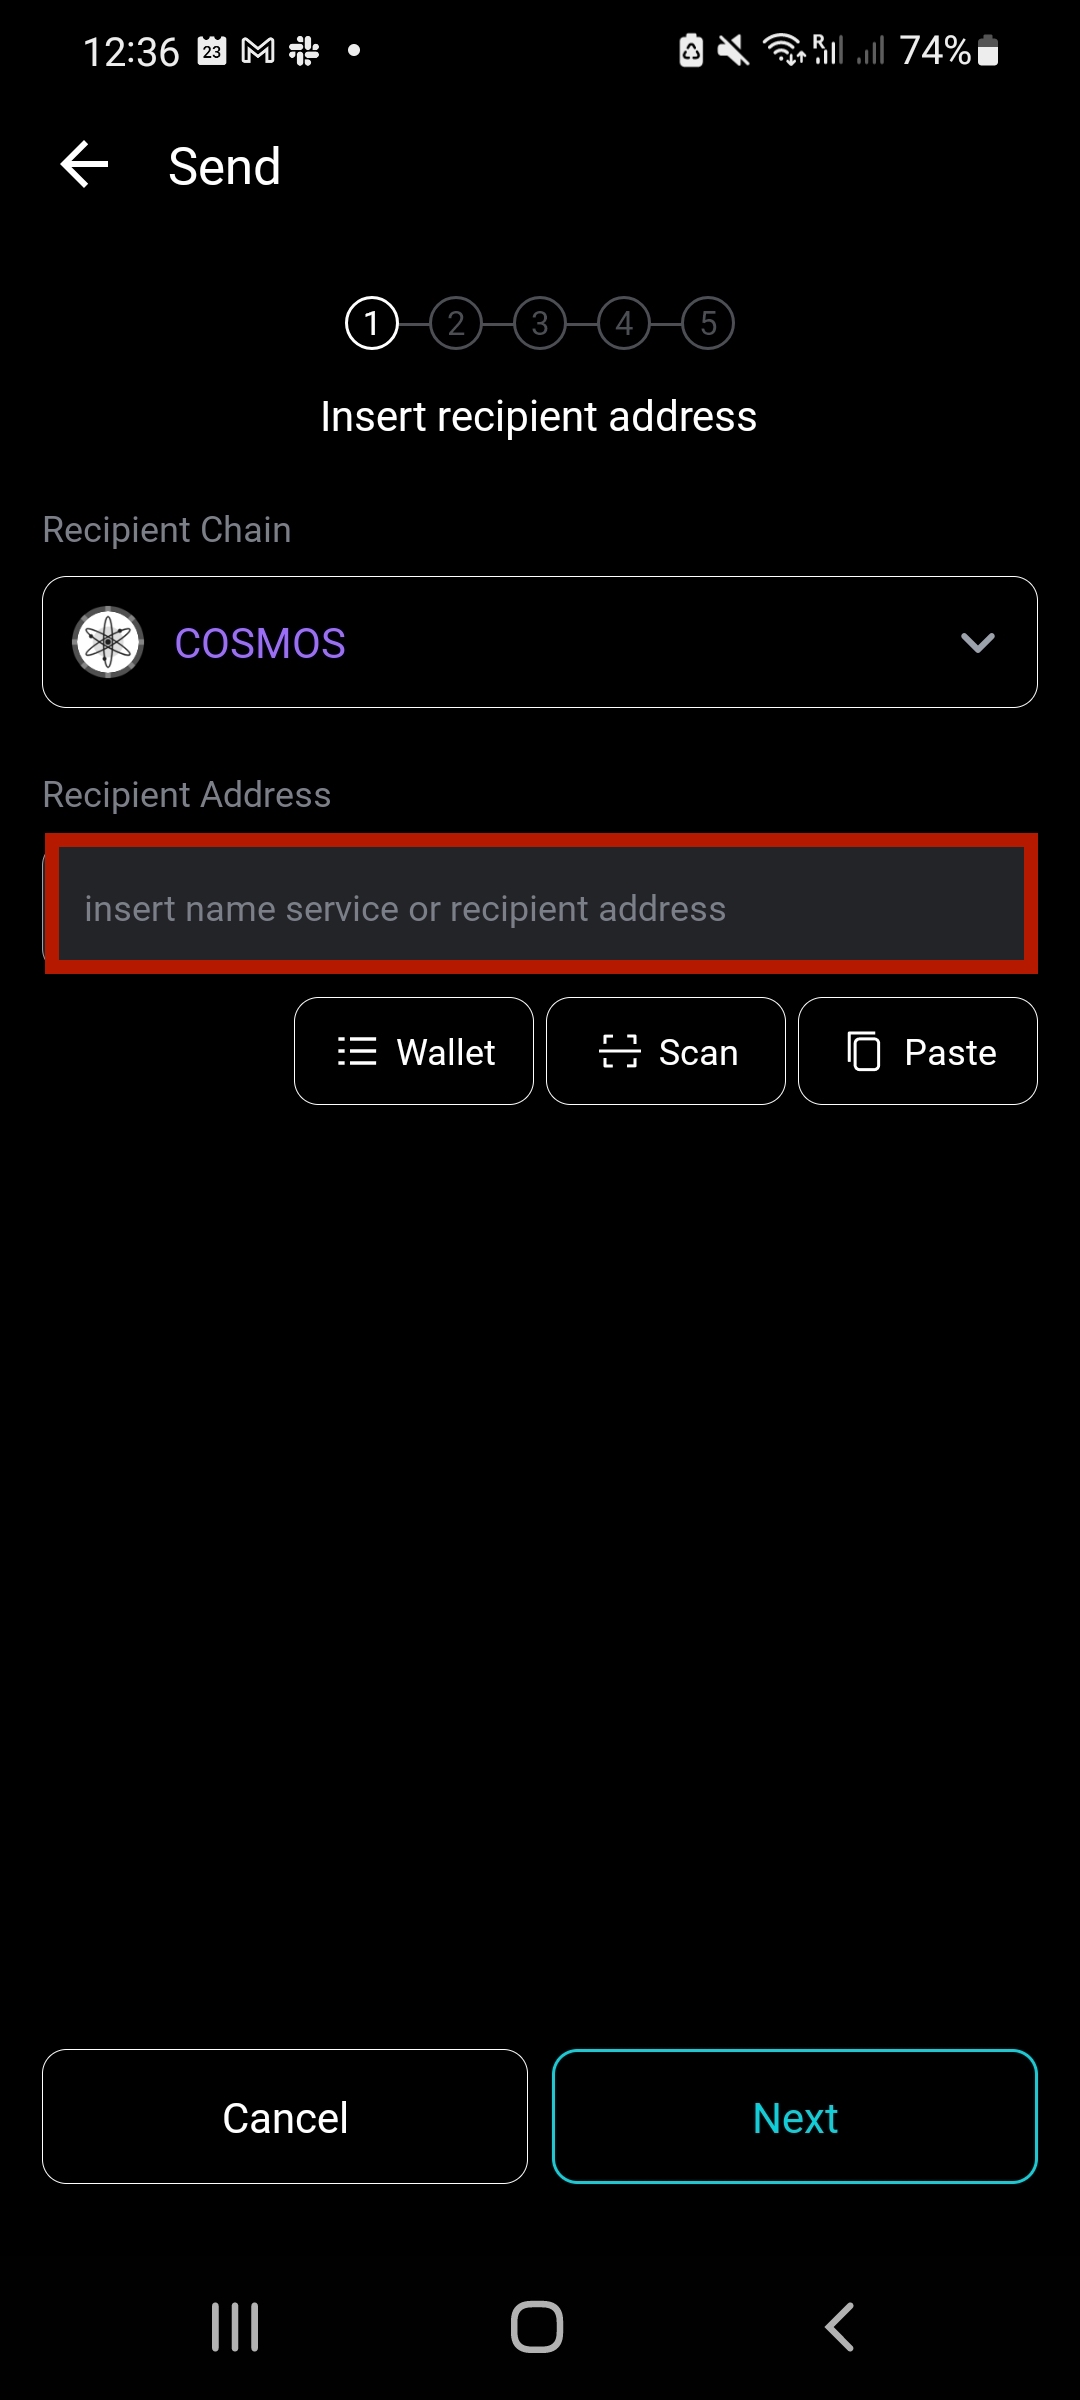 12:36 23 R 74%
Send
1 2 3 4 5
Insert recipient address
Recipient Chain
COSMOS
Recipient Address
insert name service or recipient address
Wallet Scan Paste
Cancel Next